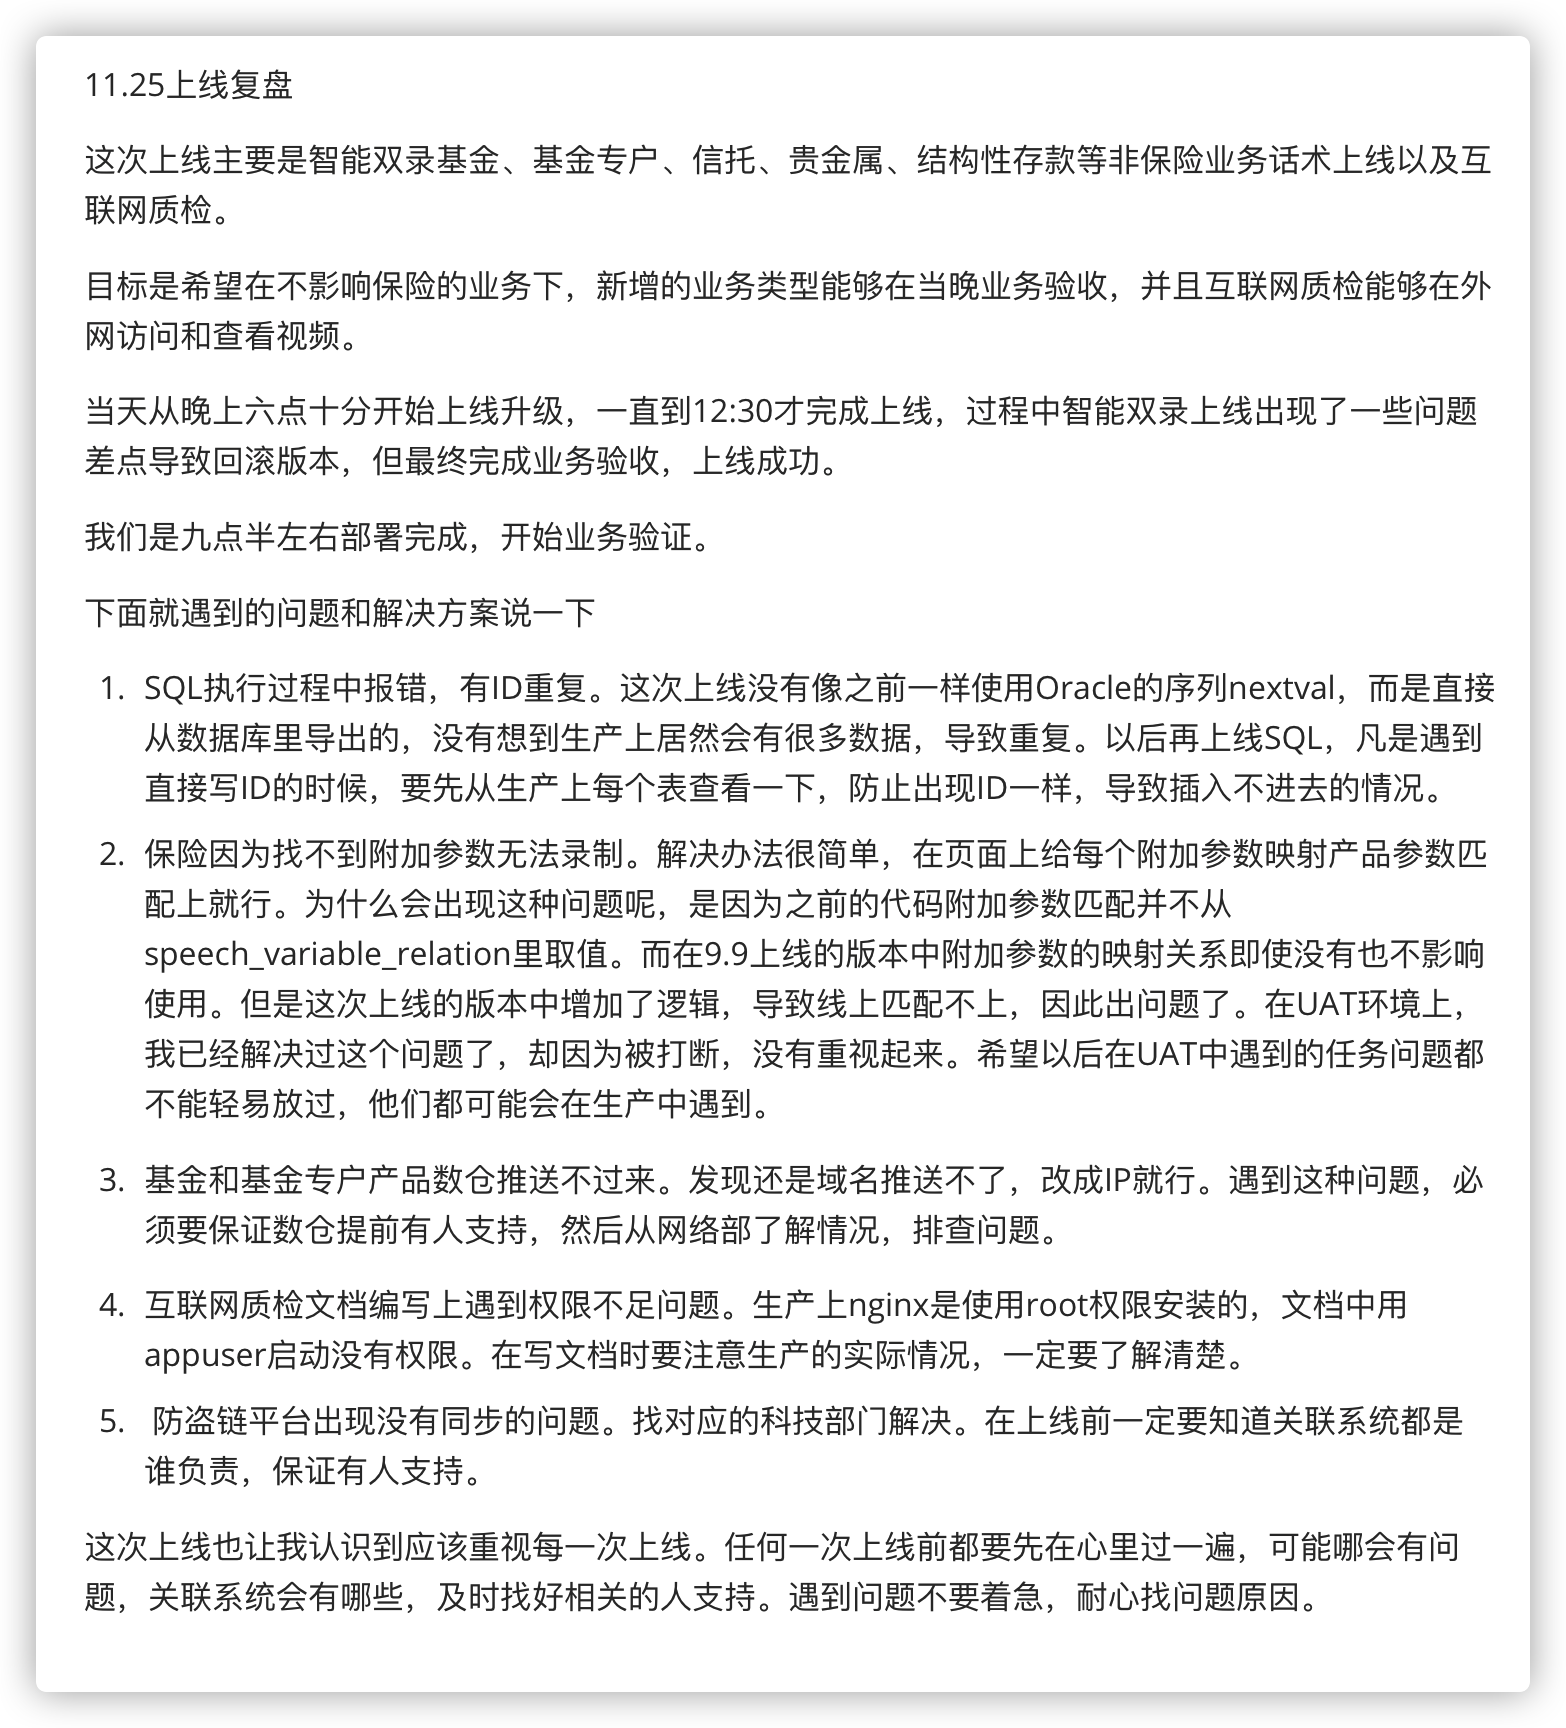 11.25上线复盘
这次上线主要是智能双录基金、基金专户、信托、贵金属、结构性存款等非保险业务话术上线以及互
联网质检。
目标是希望在不影响保险的业务下，新增的业务类型能够在当晚业务验收，并且互联网质检能够在外
网访问和查看视频。
当天从晚上六点十分开始上线升级，一直到12:30才完成上线，过程中智能双录上线出现了一些问题
差点导致回滚版本，但最终完成业务验收，上线成功。
我们是九点半左右部署完成，开始业务验证。
下面就遇到的问题和解决方案说一下
1. SQL执行过程中报错，有ID重复。这次上线没有像之前一样使用Oracle的序列nextval，而是直接
从数据库里导出的，没有想到生产上居然会有很多数据，导致重复。以后再上线SQL，凡是遇到
直接写ID的时候，要先从生产上每个表查看一下，防止出现ID一样，导致插入不进去的情况。
2. 保险因为找不到附加参数无法录制。解决办法很简单，在页面上给每个附加参数映射产品参数匹
配上就行。为什么会出现这种问题呢，是因为之前的代码附加参数匹配并不从
speech_variable_relation里取值。而在9.9上线的版本中附加参数的映射关系即使没有也不影响
使用。但是这次上线的版本中增加了逻辑，导致线上匹配不上，因此出问题了。在UAT环境上，
我已经解决过这个问题了，却因为被打断，没有重视起来。希望以后在UAT中遇到的任务问题都
不能轻易放过，他们都可能会在生产中遇到。
3. 基金和基金专户产品数仓推送不过来。发现还是域名推送不了，改成IP就行。遇到这种问题，必
须要保证数仓提前有人支持，然后从网络部了解情况，排查问题。
4. 互联网质检文档编写上遇到权限不足问题。生产上nginx是使用root权限安装的，文档中用
appuser启动没有权限。在写文档时要注意生产的实际情况，一定要了解清楚。
5. 防盗链平台出现没有同步的问题。找对应的科技部门解决。在上线前一定要知道关联系统都是
谁负责，保证有人支持。
这次上线也让我认识到应该重视每一次上线。任何一次上线前都要先在心里过一遍，可能哪会有问
题，关联系统会有哪些，及时找好相关的人支持。遇到问题不要着急，耐心找问题原因。